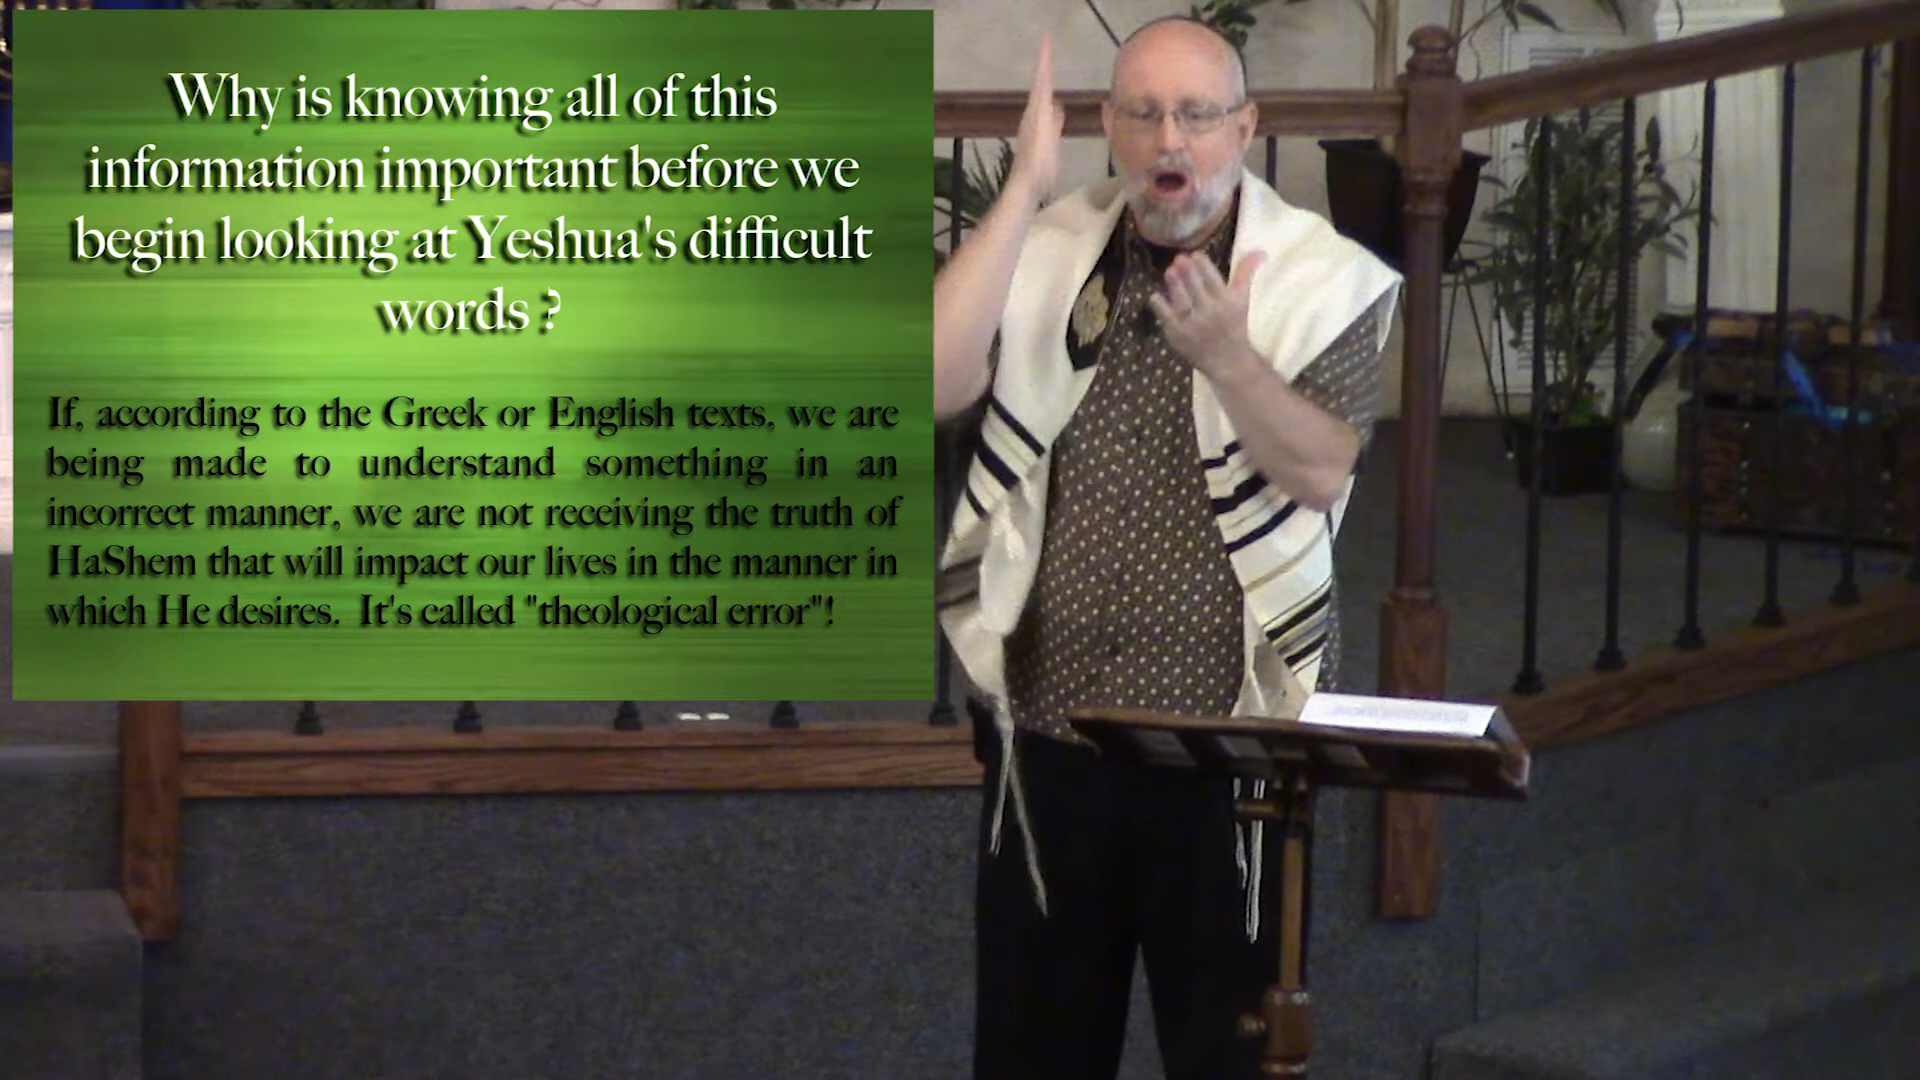 Why is knowing all of this
information important before we
begin looking at Yeshua's difficult
words ?
If, according to the Greek or English texts, we are
being made to understand something in an
incorrect manner, we are not receiving the truth of
HaShem that will impact our lives in the manner in
which He desires. It's called "theological error"!